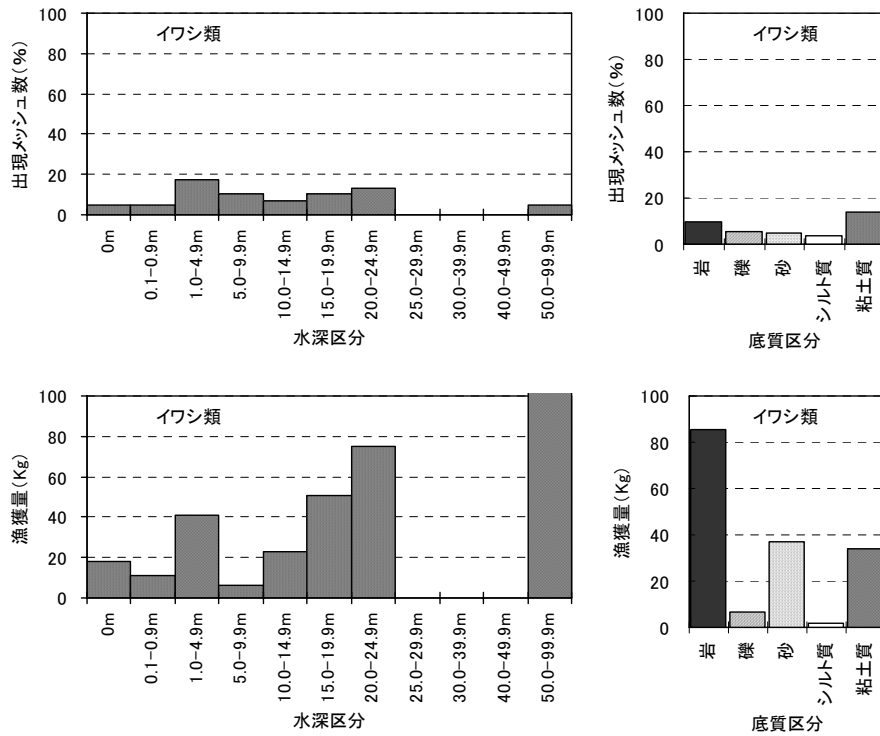 イワシ類
出現メッシュ数(%)
100
80
60
40
20
0
0m
0.1-0.9m
1.0-4.9m
5.0-9.9m
10.0-14.9m
15.0-19.9m
20.0-24.9m
25.0-29.9m
30.0-39.9m
40.0-49.9m
50.0-99.9m
水深区分
イワシ類
出現メッシュ数(%)
100
80
60
40
20
0
岩
礫
砂
シルト質
粘土質
底質区分
イワシ類
漁獲量(Kg)
100
80
60
40
20
0
0m
0.1-0.9m
1.0-4.9m
5.0-9.9m
10.0-14.9m
15.0-19.9m
20.0-24.9m
25.0-29.9m
30.0-39.9m
40.0-49.9m
50.0-99.9m
水深区分
イワシ類
漁獲量(Kg)
100
80
60
40
20
0
岩
礫
砂
シルト質
粘土質
底質区分